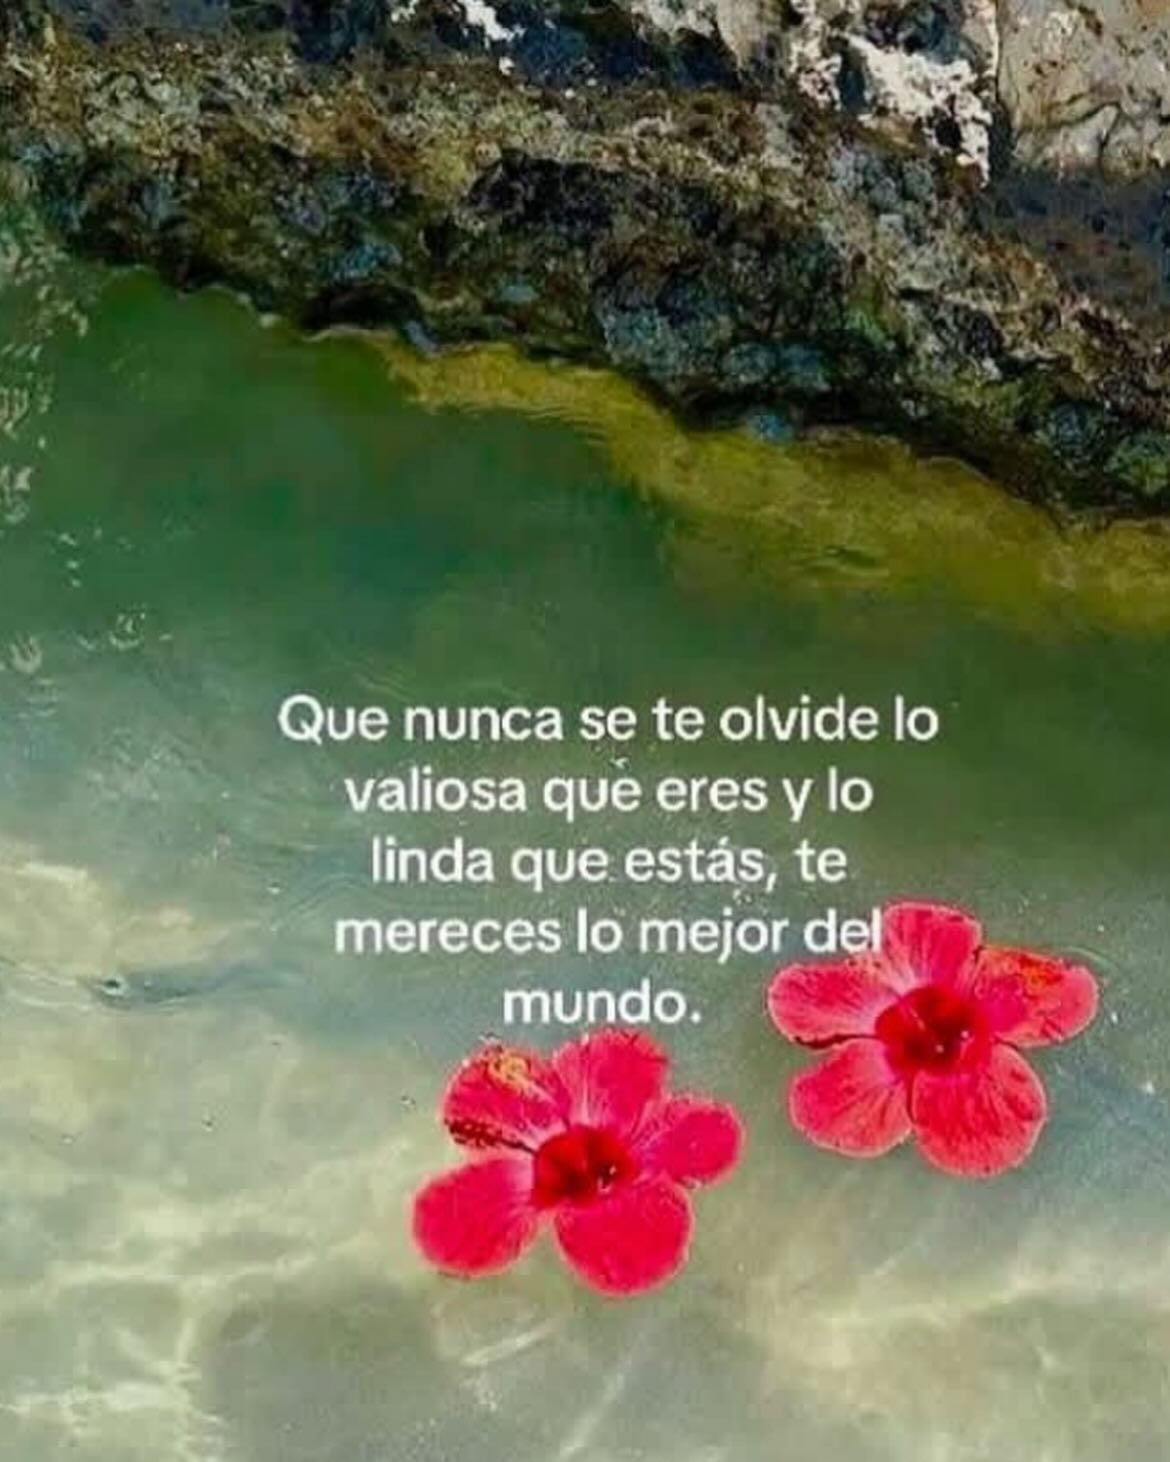 Que nunca se te olvide lo
valiosa que eres y lo
linda que estás, te
mereces lo mejor del
mundo.